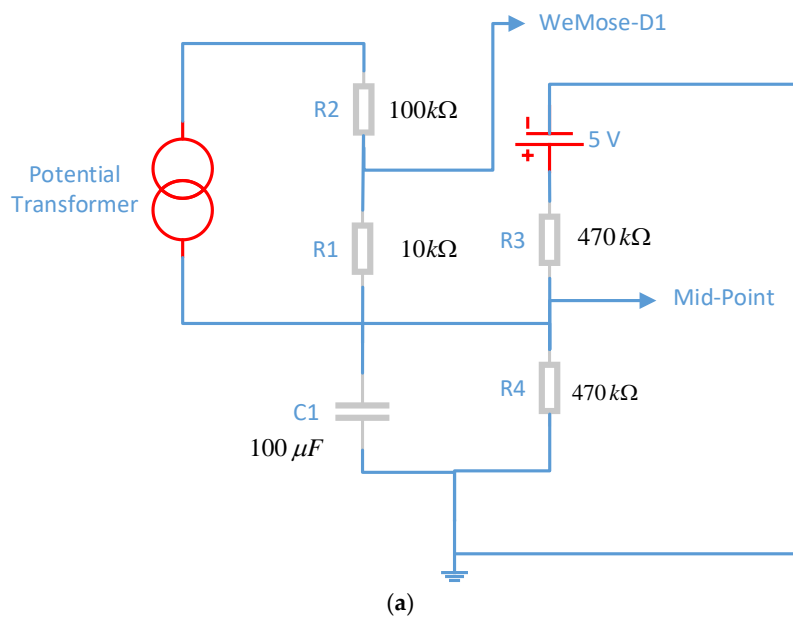 WeMose-D1
R2
100kΩ
5 V
Potential
Transformer
R1
10kΩ
R3
470 kΩ
Mid-Point
R4
470 kΩ
C1
100 μF
(a)